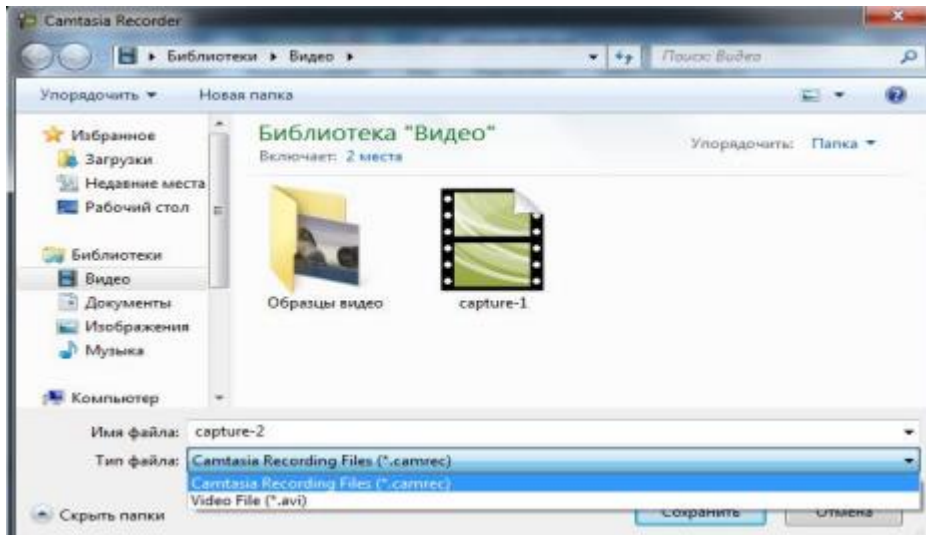 Camtasia Recorder
Библиотеки ▸ Видео ▸
Поиск: Видео
Упорядочить
Новая папка
Избранное
Загрузки
Недавние места
Рабочий стол
Библиотеки
Видео
Документы
Изображения
Музыка
Компьютер
Библиотека "Видео"
Включает: 2 места
Упорядочить: Папка
Образцы видео
capture-1
Имя файла: capture-2
Тип файла: Camtasia Recording Files (*.camrec)
Camtasia Recording Files (*.camrec)
Video File (*.avi)
Скрыть папки
Сохранить
Отмена